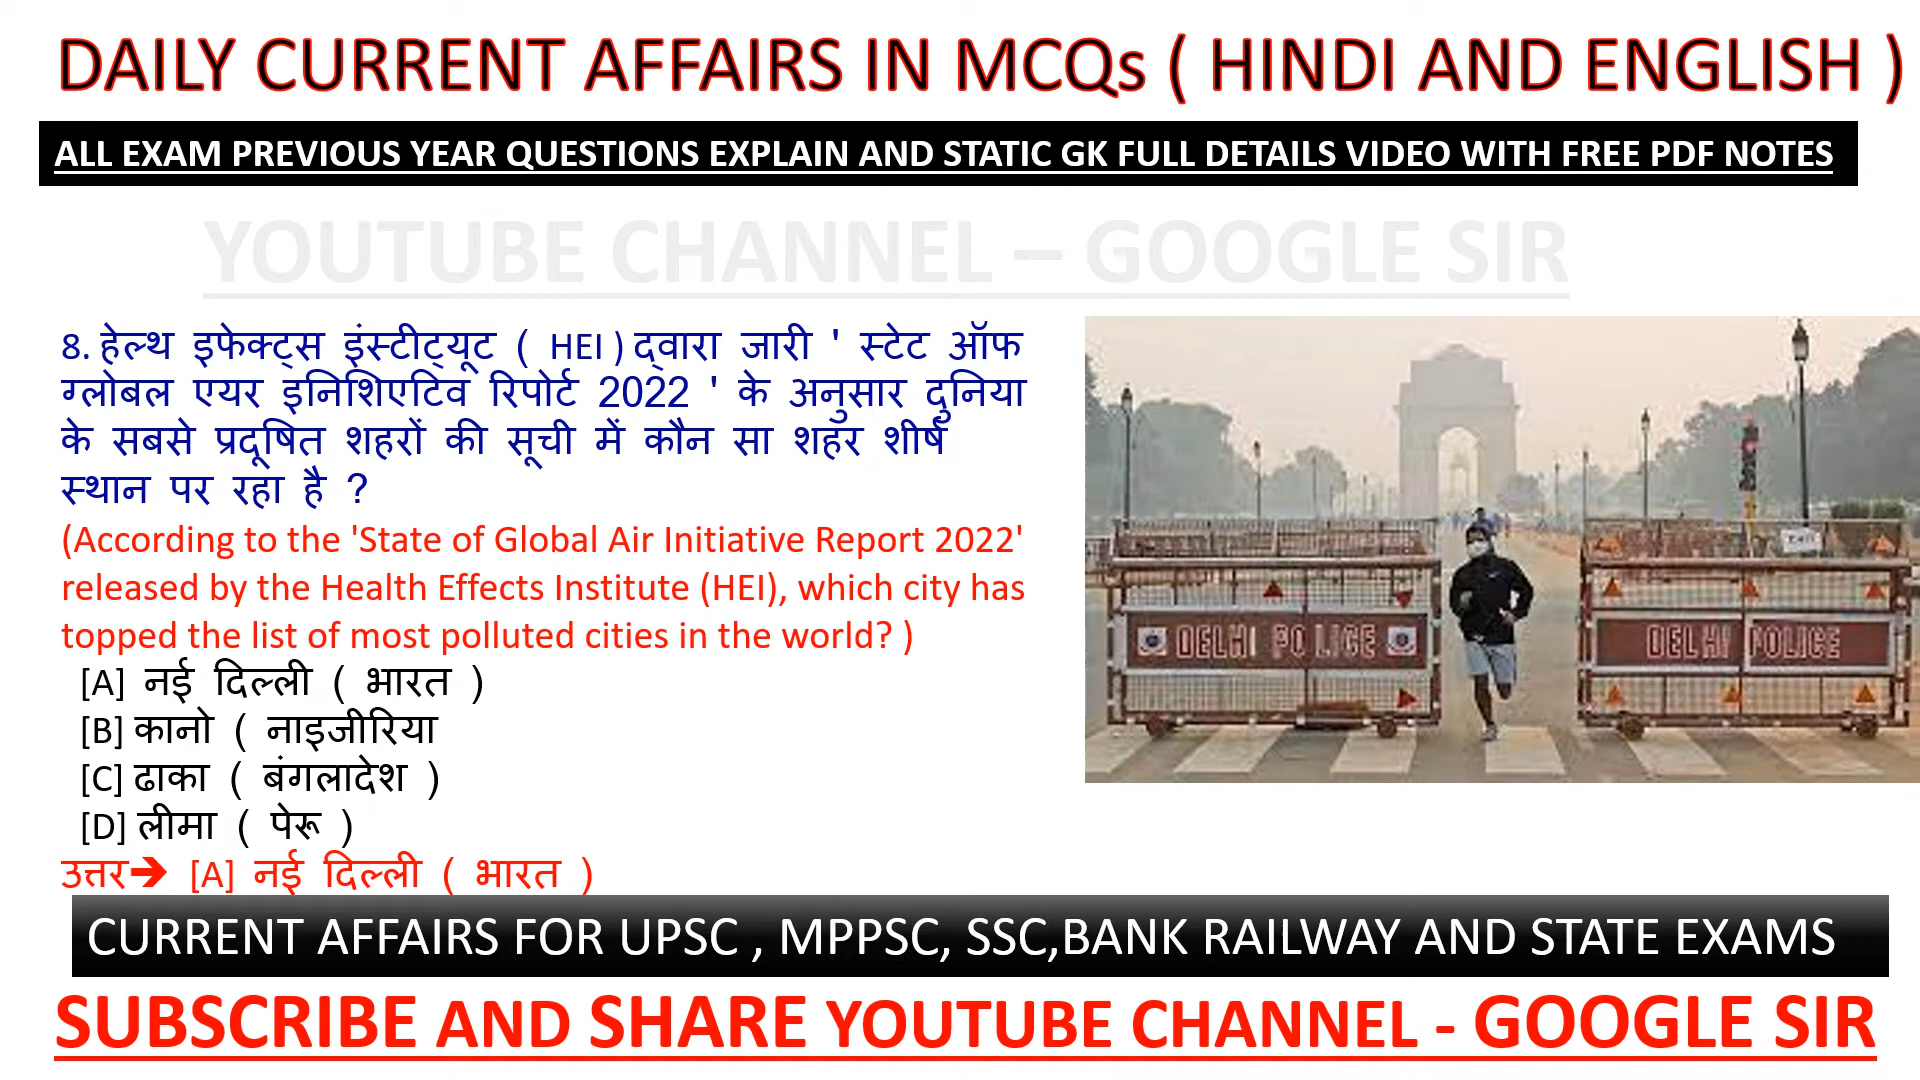 DAILY CURRENT AFFAIRS IN MCQs ( HINDI AND ENGLISH )
ALL EXAM PREVIOUS YEAR QUESTIONS EXPLAIN AND STATIC GK FULL DETAILS VIDEO WITH FREE PDF NOTES
YOUTUBE CHANNEL – GOOGLE SIR
8. हेल्थ इफेक्ट्स इंस्टीट्यूट ( HEI ) द्वारा जारी ' स्टेट ऑफ
ग्लोबल एयर इनिशिएटिव रिपोर्ट 2022 ' के अनुसार दुनिया
के सबसे प्रदूषित शहरों की सूची में कौन सा शहर शीर्ष
स्थान पर रहा है ?
(According to the 'State of Global Air Initiative Report 2022'
released by the Health Effects Institute (HEI), which city has
topped the list of most polluted cities in the world? )
[A] नई दिल्ली ( भारत )
[B] कानो ( नाइजीरिया
[C] ढाका ( बंगलादेश )
[D] लीमा ( पेरू )
उत्तर➔ [A] नई दिल्ली ( भारत )
DELHI POLICE
DELHI POLICE
CURRENT AFFAIRS FOR UPSC , MPPSC, SSC,BANK RAILWAY AND STATE EXAMS
SUBSCRIBE AND SHARE YOUTUBE CHANNEL - GOOGLE SIR